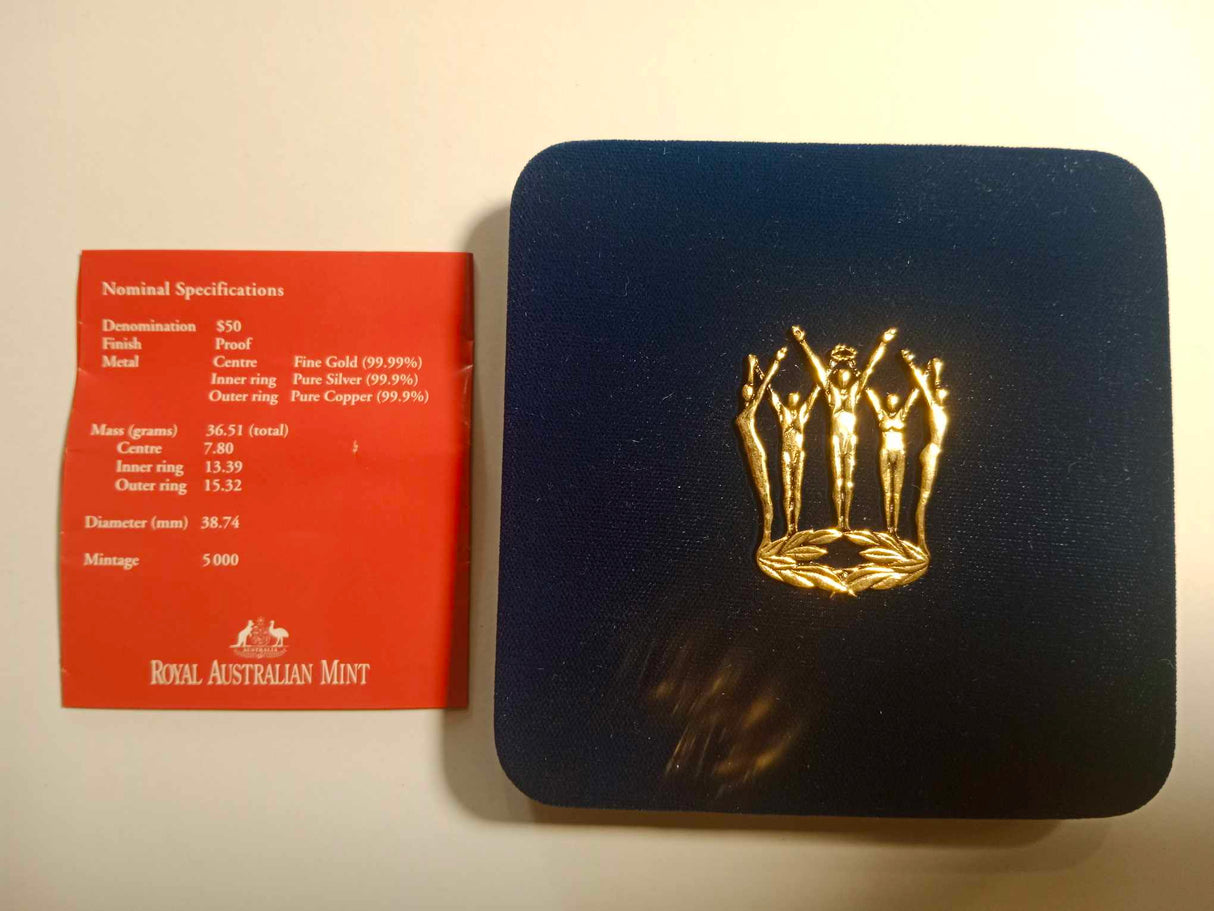 Nominal Specifications
Denomination $50
Finish Proof
Metal Centre Fine Gold (99.99%)
Inner ring Pure Silver (99.9%)
Outer ring Pure Copper (99.9%)
Mass (grams) 36.51 (total)
Centre 7.80
Inner ring 13.39
Outer ring 15.32
Diameter (mm) 38.74
Mintage 5 000
AUSTRALIA
ROYAL AUSTRALIAN MINT